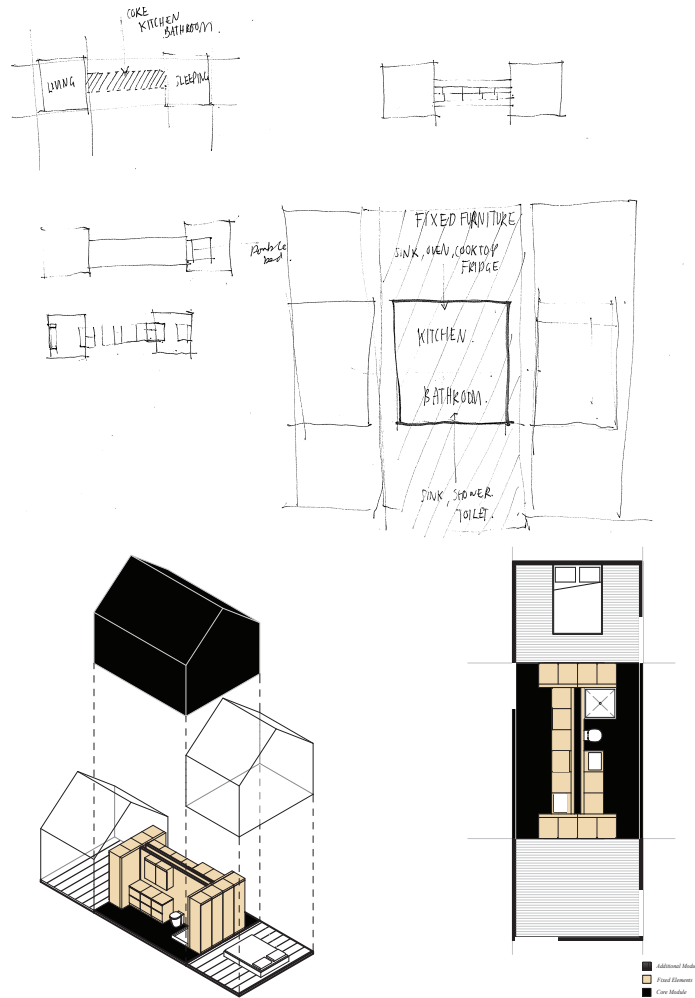 CORE
KITCHEN
BATHROOM.
LIVING
SLEEPING
bed.
FIXED FURNITURE
SINK, OVEN, COOKTOP
FRIDGE
KITCHEN.
BATHROOM.
SINK, SHOWER.
TOILET.
Additional Modu
Fixed Elements
Core Module